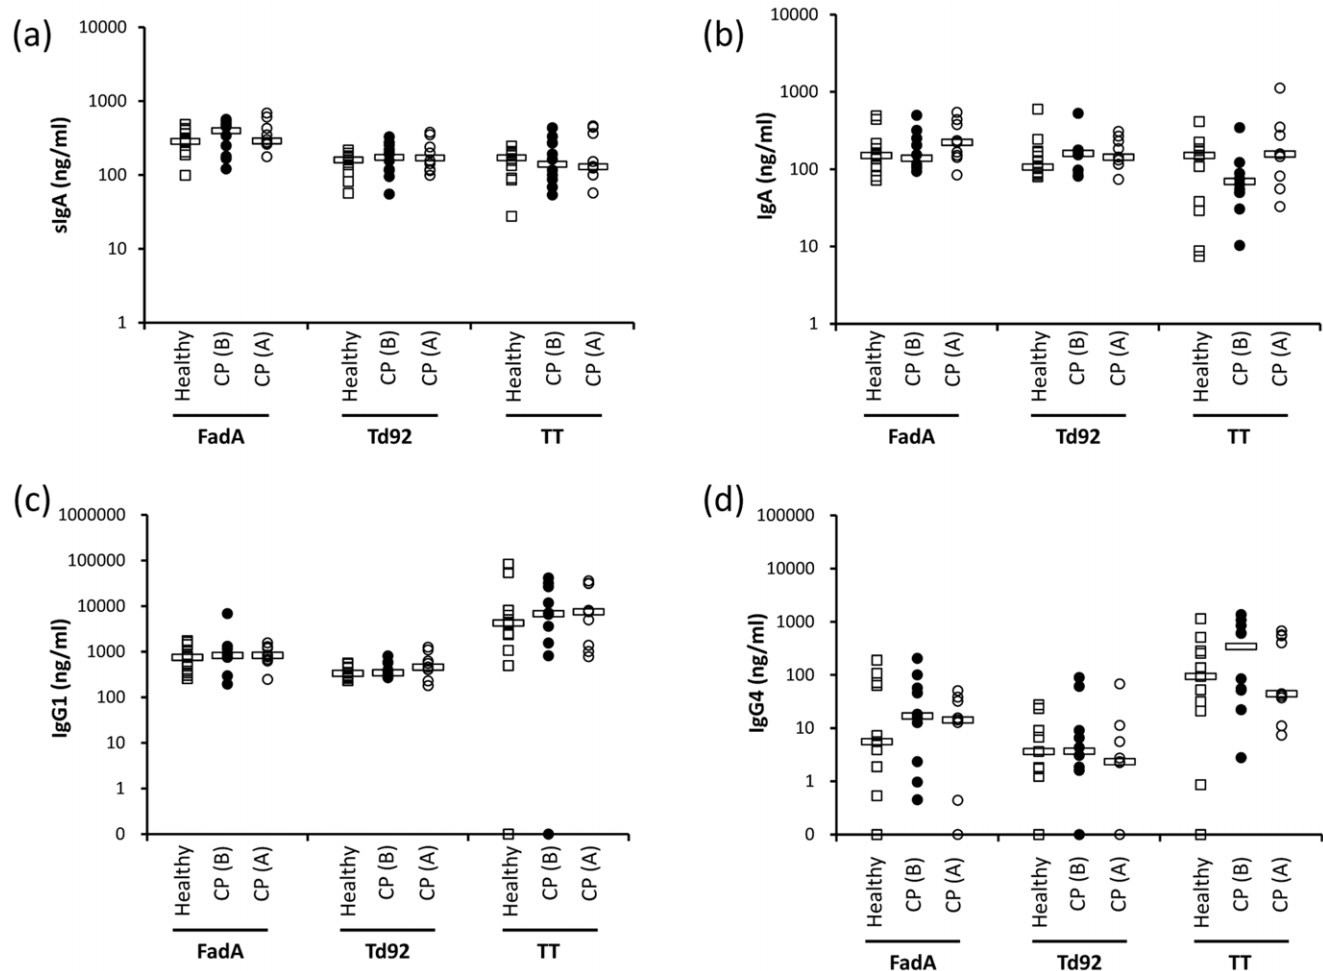 (a)
sIgA (ng/ml)
10000
1000
100
10
1
Healthy
CP (B)
CP (A)
Healthy
CP (B)
CP (A)
Healthy
CP (B)
CP (A)
FadA
Td92
TT
(b)
IgA (ng/ml)
10000
1000
100
10
1
Healthy
CP (B)
CP (A)
Healthy
CP (B)
CP (A)
Healthy
CP (B)
CP (A)
FadA
Td92
TT
(c)
IgG1 (ng/ml)
1000000
100000
10000
1000
100
10
1
0
Healthy
CP (B)
CP (A)
Healthy
CP (B)
CP (A)
Healthy
CP (B)
CP (A)
FadA
Td92
TT
(d)
IgG4 (ng/ml)
100000
10000
1000
100
10
1
0
Healthy
CP (B)
CP (A)
Healthy
CP (B)
CP (A)
Healthy
CP (B)
CP (A)
FadA
Td92
TT